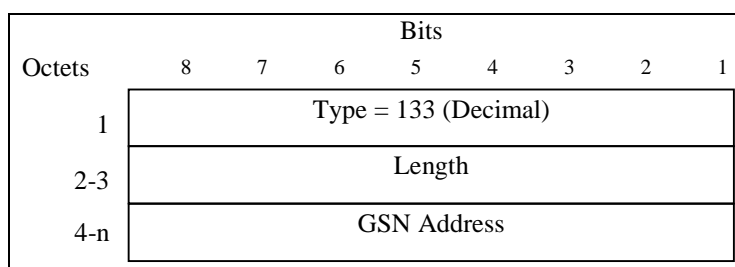 Bits
Octets 8 7 6 5 4 3 2 1
1 Type = 133 (Decimal)
2-3 Length
4-n GSN Address